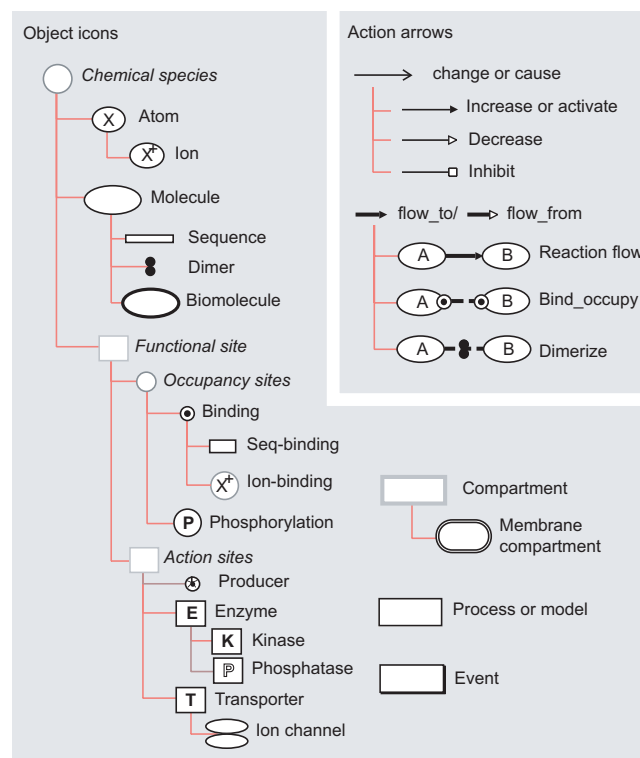 Object icons
Chemical species
X Atom
X+ Ion
Molecule
Sequence
Dimer
Biomolecule
Functional site
Occupancy sites
Binding
Seq-binding
X+ Ion-binding
P Phosphorylation
Action sites
Producer
E Enzyme
K Kinase
P Phosphatase
T Transporter
Ion channel
Action arrows
change or cause
Increase or activate
Decrease
Inhibit
flow_to/ flow_from
A B Reaction flow
A B Bind_occupy
A B Dimerize
Compartment
Membrane
compartment
Process or model
Event